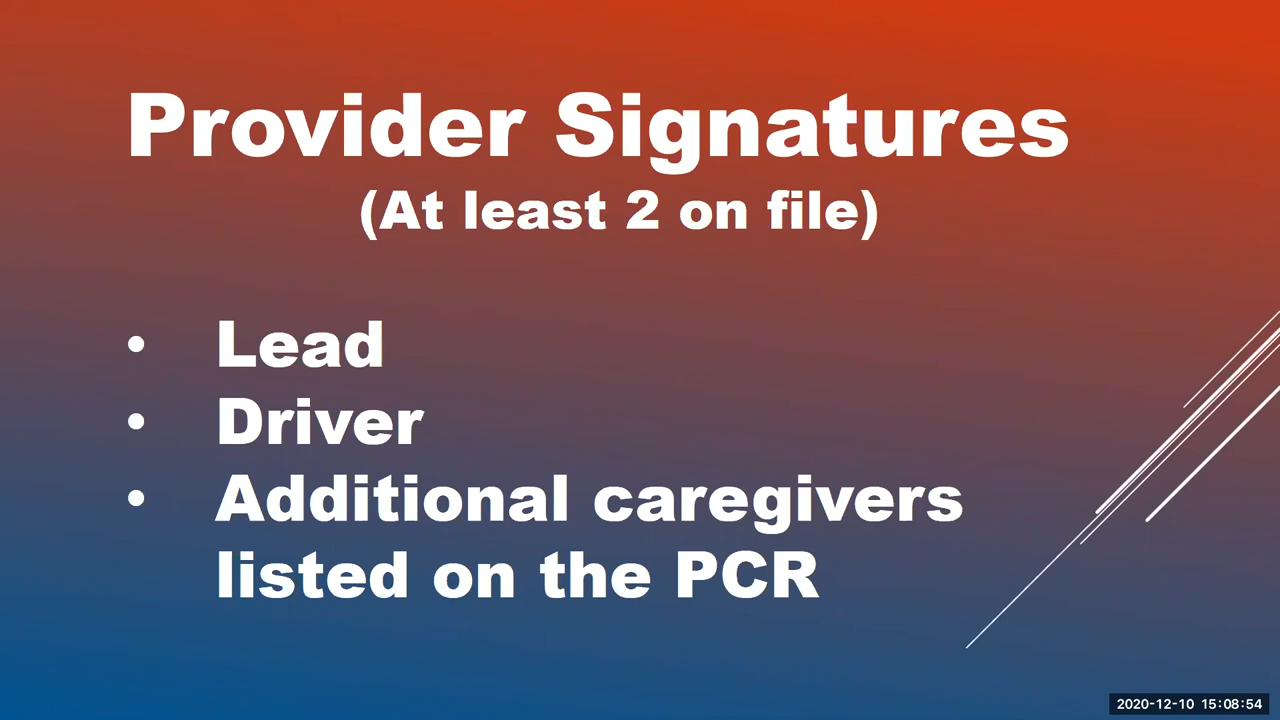 Provider Signatures
(At least 2 on file)
• Lead
• Driver
• Additional caregivers
listed on the PCR
2020-12-10 15:08:54